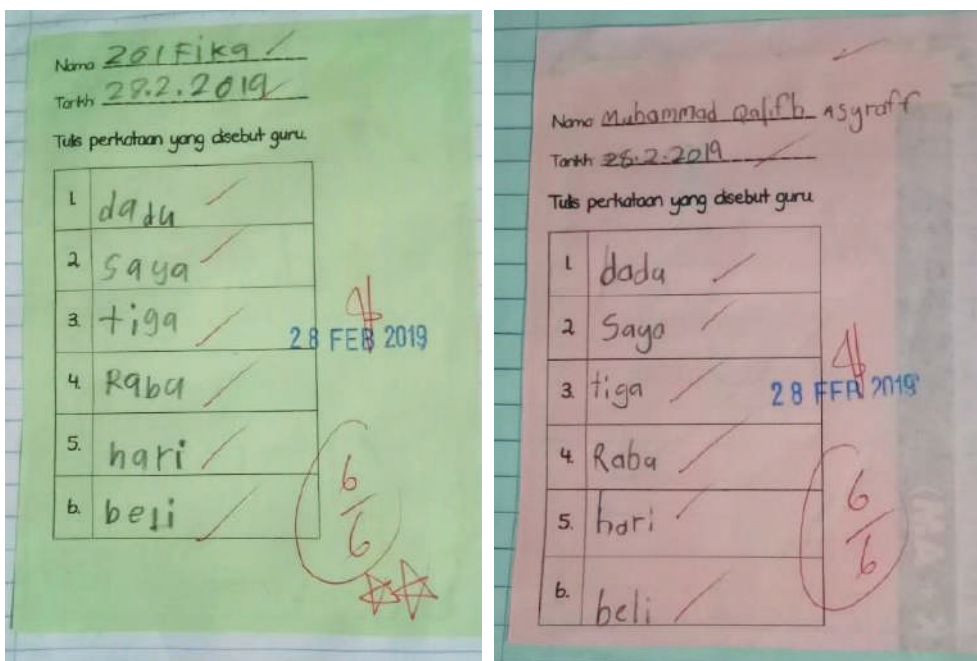 Nama ZulFika
Tarikh 28.2.2019
Tulis perkataan yang disebut guru.
1. dadu
2. saya
3. tiga
4. Raba
5. hari
6. beli
28 FEB 2019
6/6
Nama Muhammad Qalif b Asyraff
Tarikh 28.2.2019
Tulis perkataan yang disebut guru.
1. dadu
2. Saya
3. tiga
4. Raba
5. hari
6. beli
28 FEB 2019
6/6